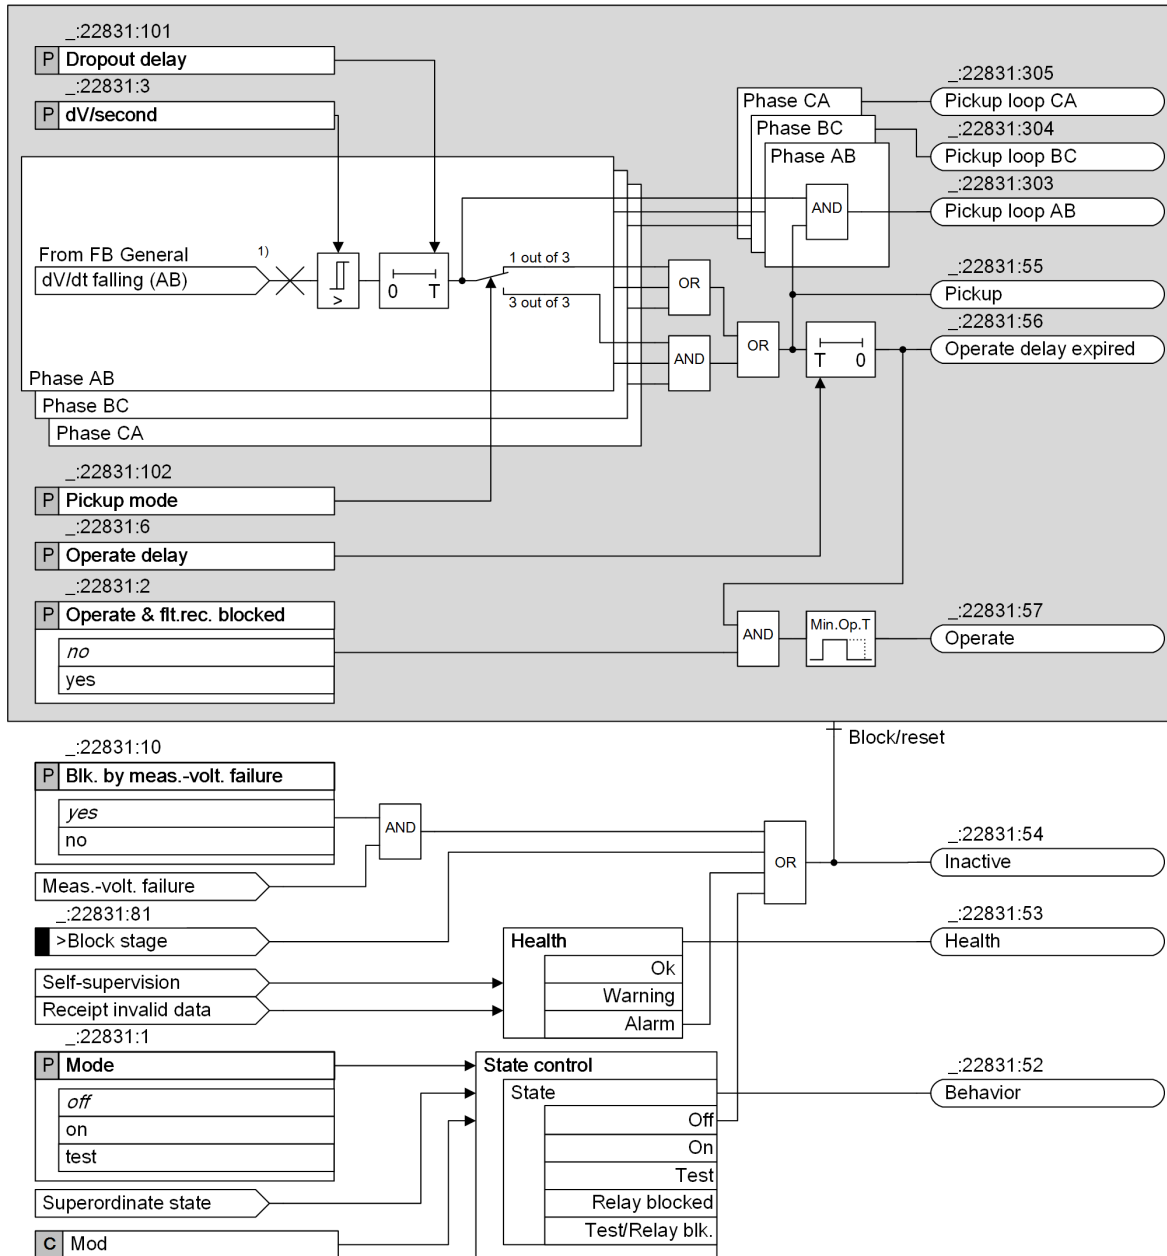 _:22831:101
P Dropout delay
_:22831:3
P dV/second
From FB General
dV/dt falling (AB)
1)
>
0 T
1 out of 3
3 out of 3
Phase AB
Phase BC
Phase CA
OR
AND
OR
T 0
Phase CA
Phase BC
Phase AB
AND
_:22831:305
Pickup loop CA
_:22831:304
Pickup loop BC
_:22831:303
Pickup loop AB
_:22831:55
Pickup
_:22831:56
Operate delay expired
_:22831:102
P Pickup mode
_:22831:6
P Operate delay
_:22831:2
P Operate & flt.rec. blocked
no
yes
AND
Min.Op.T
_:22831:57
Operate
Block/reset
_:22831:10
P Blk. by meas.-volt. failure
yes
no
AND
Meas.-volt. failure
_:22831:81
>Block stage
OR
_:22831:54
Inactive
Self-supervision
Receipt invalid data
Health
Ok
Warning
Alarm
_:22831:53
Health
_:22831:1
P Mode
off
on
test
Superordinate state
C Mod
State control
State
Off
On
Test
Relay blocked
Test/Relay blk.
_:22831:52
Behavior